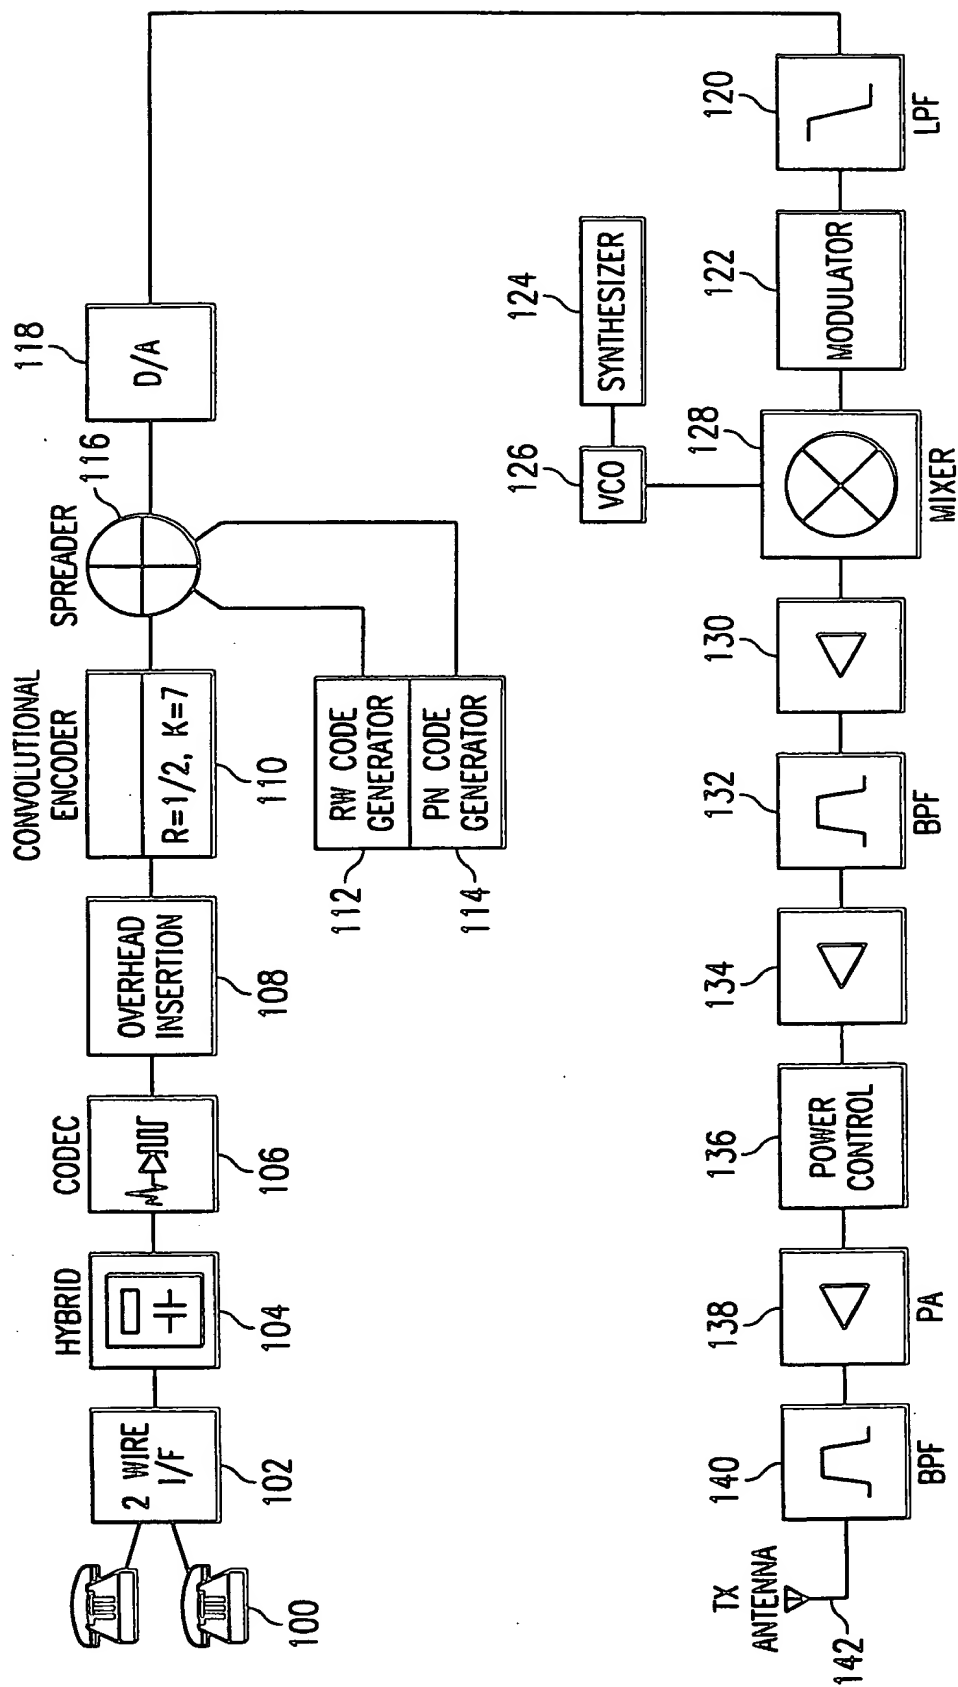 100
2 WIRE
I/F
102
HYBRID
104
CODEC
106
OVERHEAD
INSERTION
108
CONVOLUTIONAL
ENCODER
R=1/2, K=7
110
RW CODE
GENERATOR
112
PN CODE
GENERATOR
114
SPREADER
116
D/A
118
TX
ANTENNA
142
140
BPF
138
PA
136
POWER
CONTROL
134
132
BPF
130
128
MIXER
126
VCO
124
SYNTHESIZER
122
MODULATOR
120
LPF